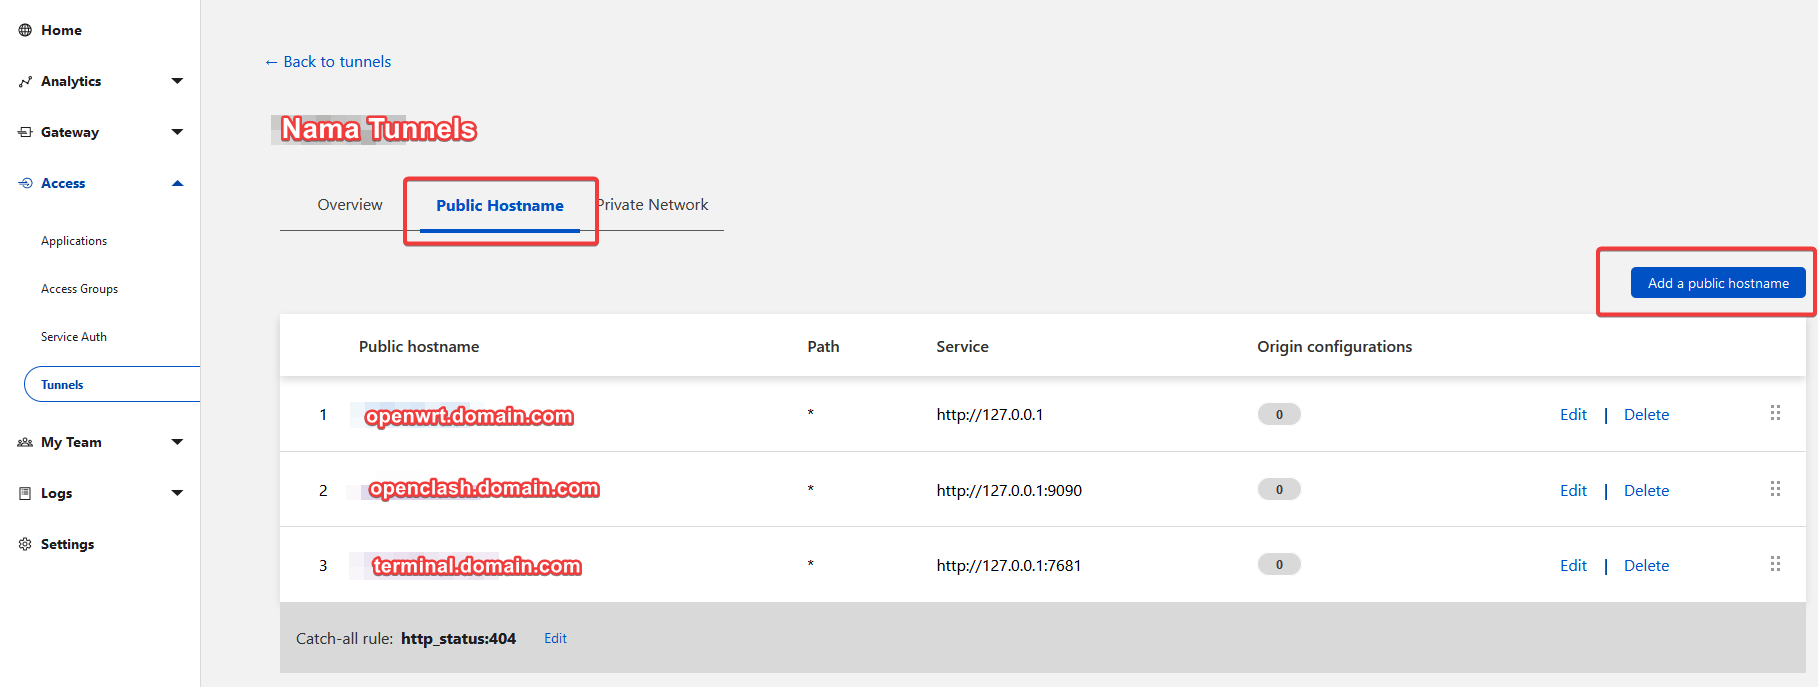 Home
Analytics
Gateway
Access
Applications
Access Groups
Service Auth
Tunnels
My Team
Logs
Settings
← Back to tunnels
Nama Tunnels
Overview Public Hostname Private Network
Add a public hostname
Public hostname Path Service Origin configurations
1 openwrt.domain.com * http://127.0.0.1 0 Edit | Delete
2 openclash.domain.com * http://127.0.0.1:9090 0 Edit | Delete
3 terminal.domain.com * http://127.0.0.1:7681 0 Edit | Delete
Catch-all rule: http_status:404 Edit